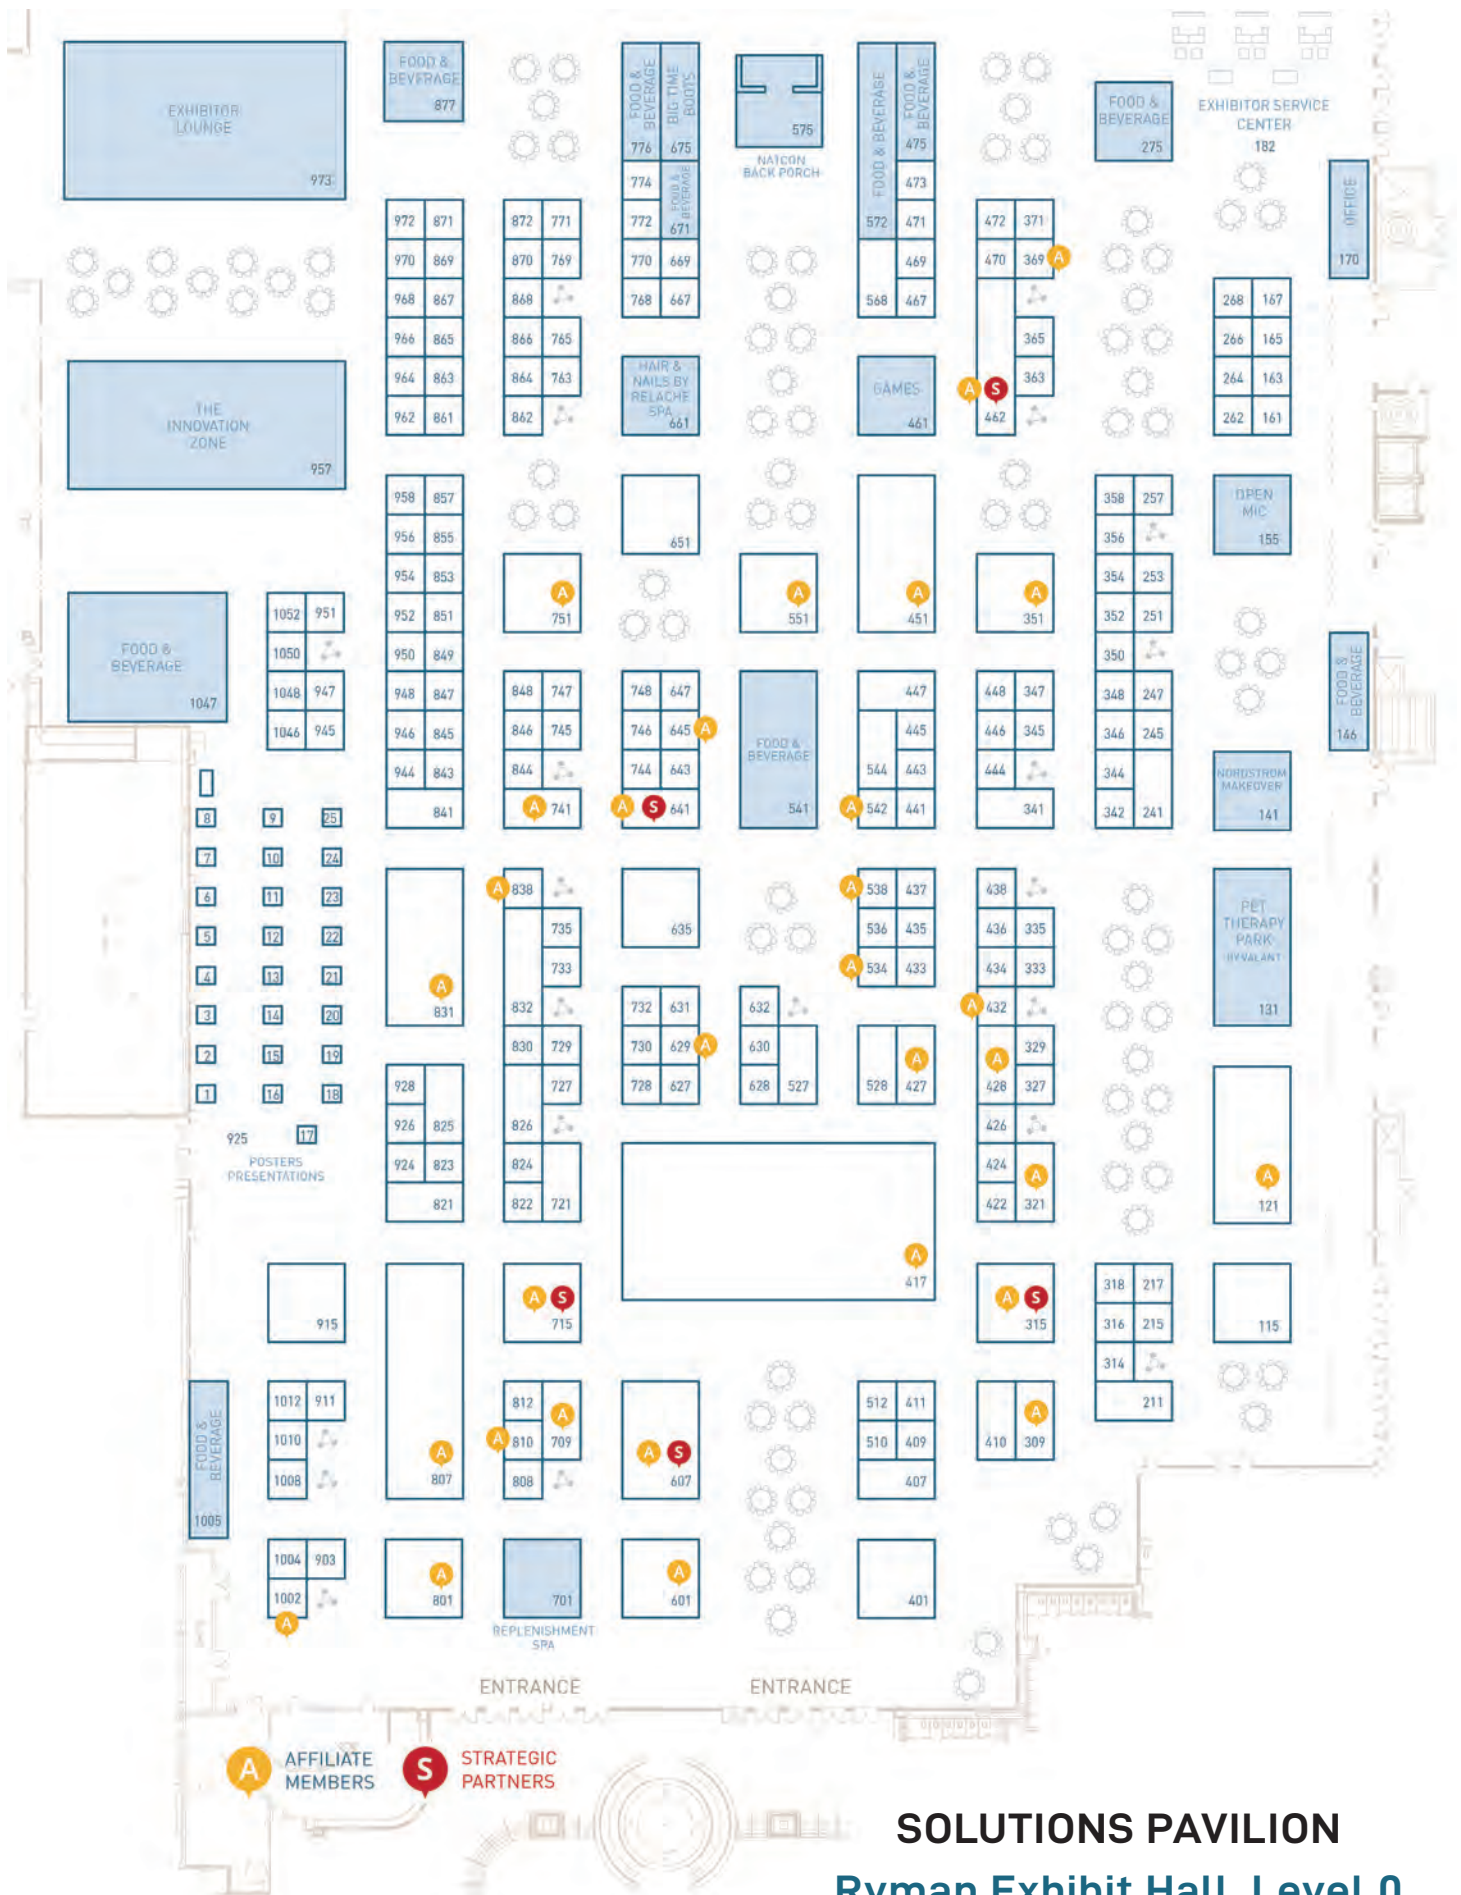 EXHIBITOR
LOUNGE
973
FOOD &
BEVERAGE
877
FOOD &
BEVERAGE
776
BIG TIME
BOOTS
675
575
NATCON
BACK PORCH
FOOD & BEVERAGE
572
FOOD &
BEVERAGE
475
FOOD &
BEVERAGE
275
EXHIBITOR SERVICE
CENTER
182
OFFICE
170
774
FOOD &
BEVERAGE
671
473
972 871 872 771 772 471 472 371
970 869 870 769 770 669 469 470 369 A
968 867 868 768 667 568 467 268 167
966 865 866 765 365 266 165
964 863 864 763 363 264 163
962 861 862 A S 462 262 161
HAIR &
NAILS BY
RELACHE
SPA
661
GAMES
461
THE
INNOVATION
ZONE
957
958 857 651 358 257
OPEN
MIC
155
956 855 356
954 853 354 253
A 751 A 551 A 451 A 351
952 851 352 251
950 849 350
1052 951
1050
1048 947
1046 945
FOOD &
BEVERAGE
1047
FOOD &
BEVERAGE
146
948 847 848 747 748 647 447 448 347 348 247
946 845 846 745 746 645 A 445 446 345 346 245
944 843 844 744 643 544 443 444 344
841 A 741 A S 641 A 542 441 341 342 241
FOOD &
BEVERAGE
541
NORDSTROM
MAKEOVER
141
8 9 25
7 10 24
6 11 23
5 12 22
4 13 21
3 14 20
2 15 19
1 16 18
925 17
POSTERS
PRESENTATIONS
A 831
A 838 635 A 538 437 438
735 536 435 436 335
733 A 534 433 434 333
832 732 631 632 A 432
830 729 730 629 A 630 329
727 728 627 628 527 528 A 427 A 428 327
PET
THERAPY
PARK
BY VALANT
131
928
926 825 826 426
924 823 824 424
821 822 721 422 A 321
A 417
A 121
915 A S 715 A S 315
318 217
316 215
314
211
115
FOOD &
BEVERAGE
1005
1012 911 812 512 411
1010 A 810 A 709 510 409 410 A 309
1008 A 807 808 A S 607 407
1004 903
1002
A
A 801
701
REPLENISHMENT
SPA
A 601
401
ENTRANCE ENTRANCE
A AFFILIATE
MEMBERS
S STRATEGIC
PARTNERS
SOLUTIONS PAVILION
Ryman Exhibit Hall, Level 0